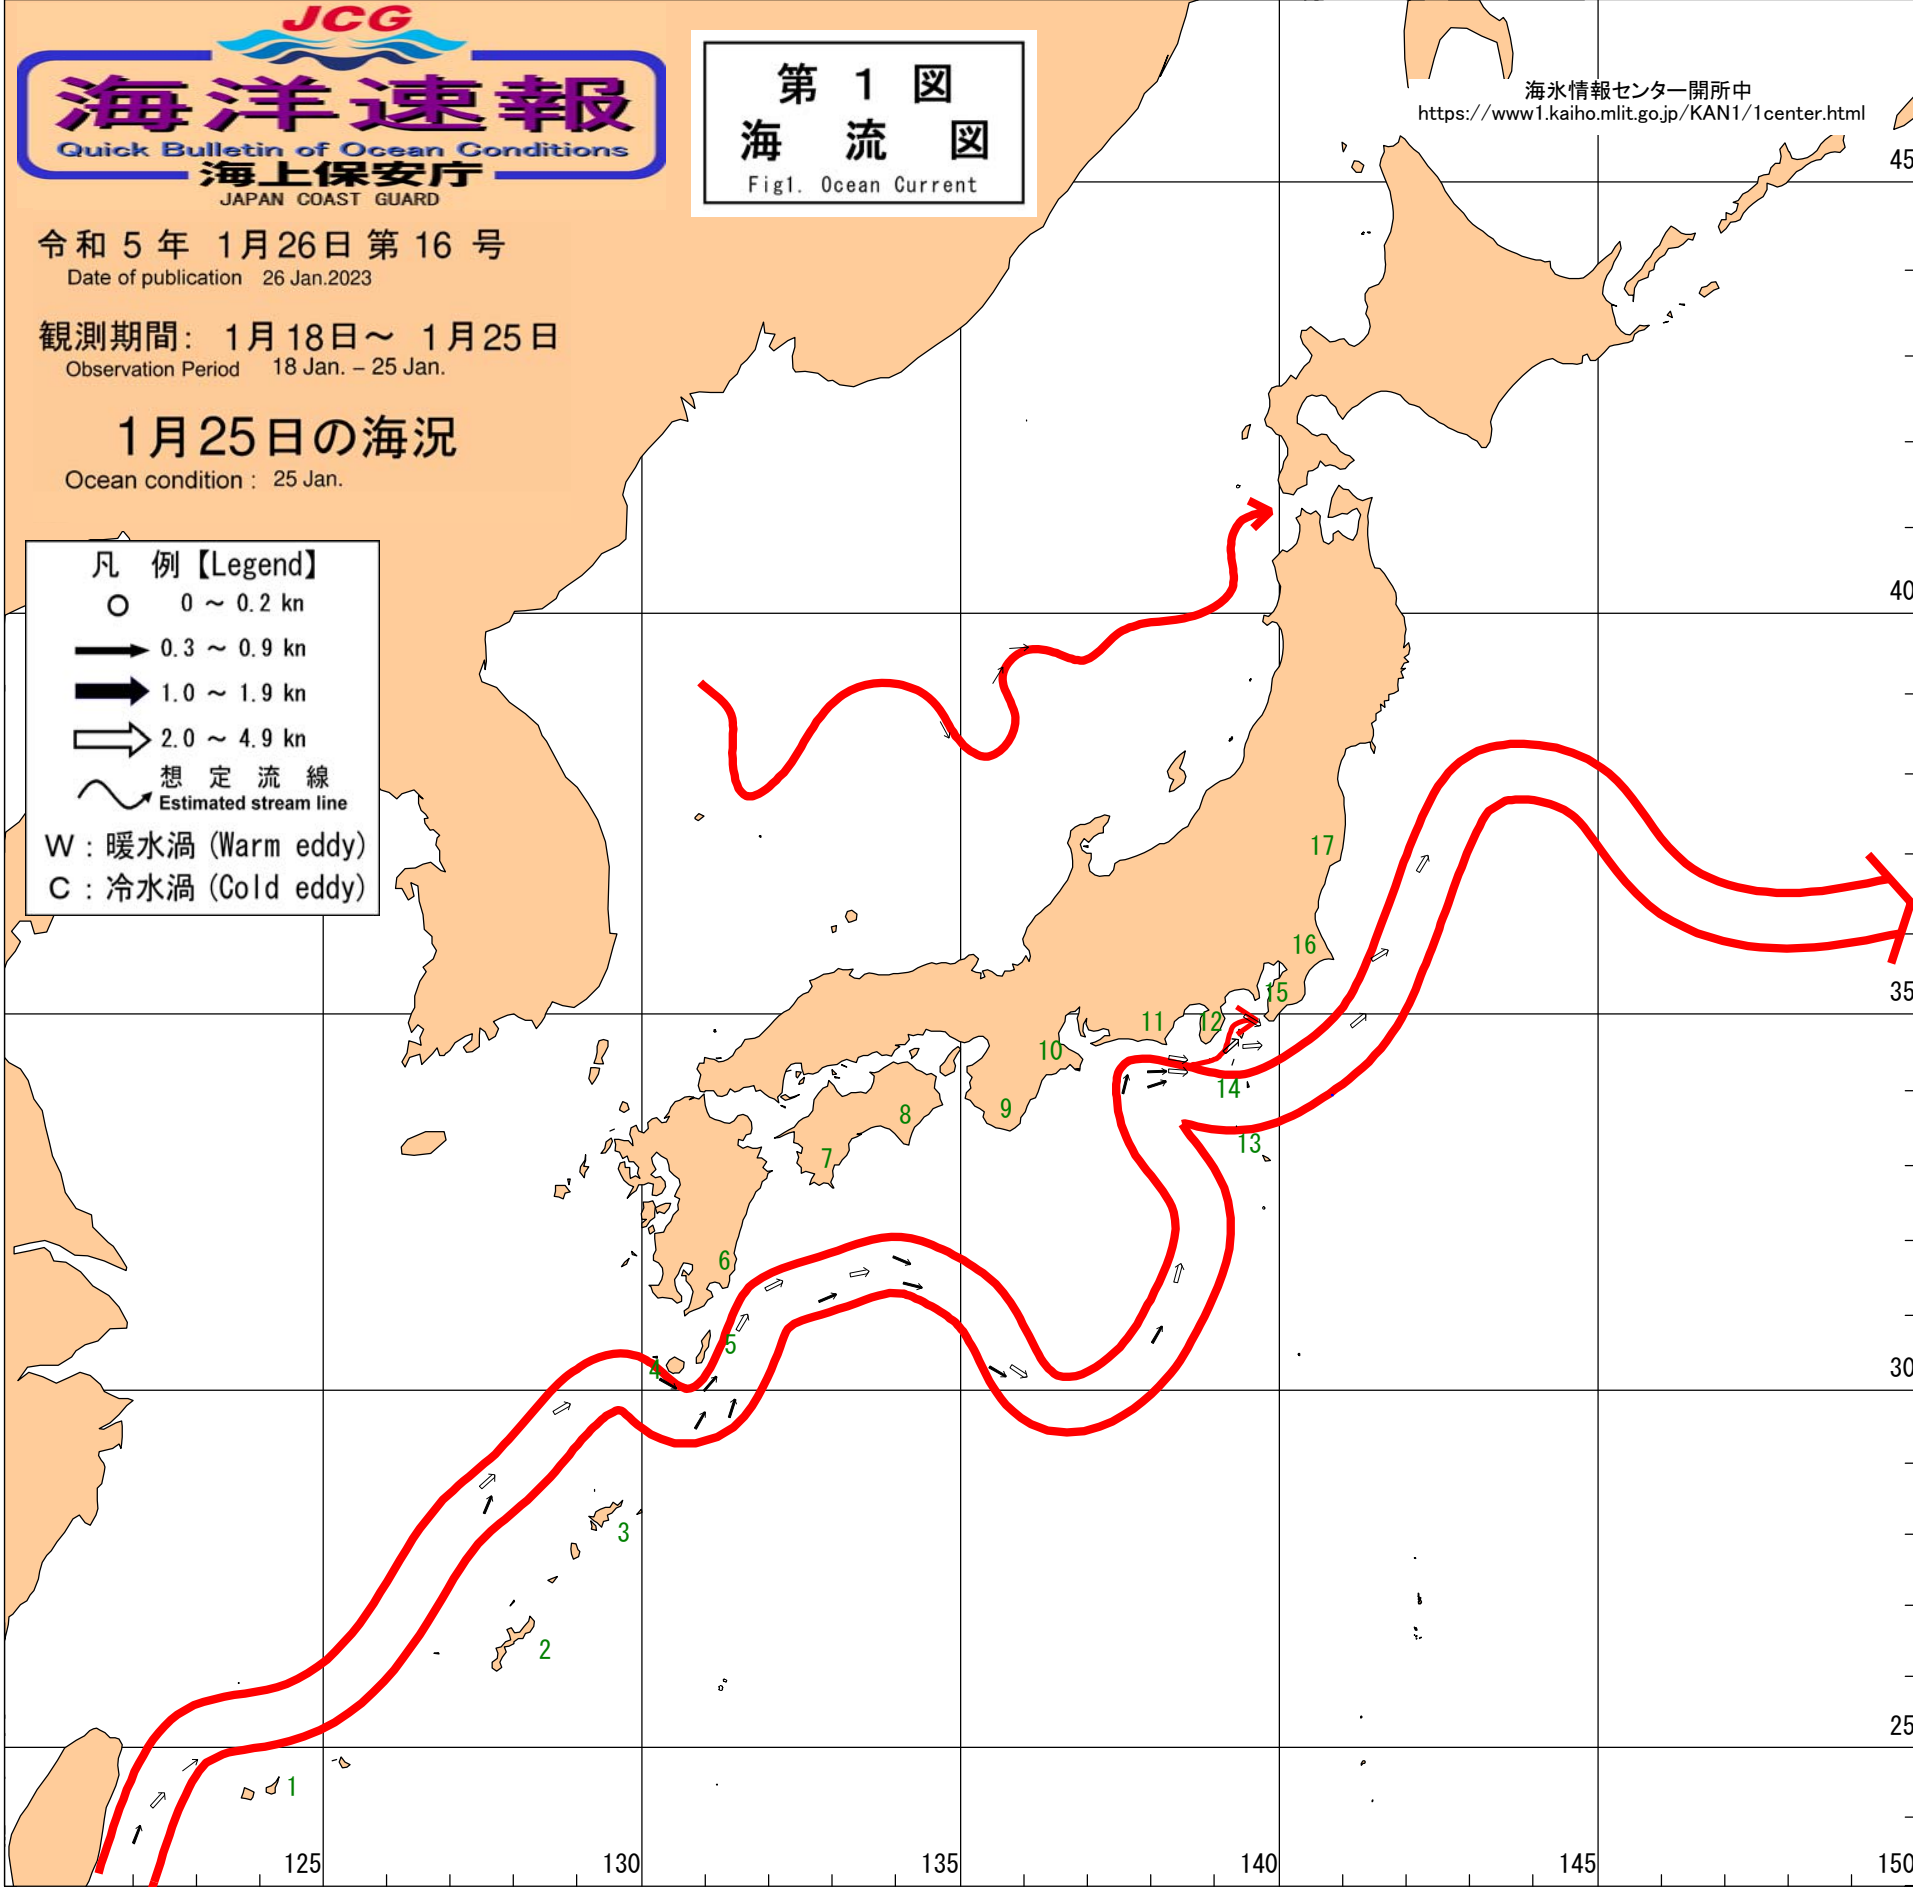 JCG
海洋速報
Quick Bulletin of Ocean Conditions
海上保安庁
JAPAN COAST GUARD
令和 5 年 1月26日 第 16 号
Date of publication 26 Jan.2023
観測期間: 1月18日～ 1月25日
Observation Period 18 Jan. – 25 Jan.
1月25日の海況
Ocean condition : 25 Jan.
第 1 図
海 流 図
Fig1. Ocean Current
海氷情報センター開所中
https://www1.kaiho.mlit.go.jp/KAN1/1center.html
凡 例【Legend】
0 ～ 0.2 kn
0.3 ～ 0.9 kn
1.0 ～ 1.9 kn
2.0 ～ 4.9 kn
想 定 流 線
Estimated stream line
W : 暖水渦 (Warm eddy)
C : 冷水渦 (Cold eddy)
45
40
17
16
35
15
11
12
10
14
9
8
13
7
6
5
4
30
3
2
25
1
125
130
135
140
145
150